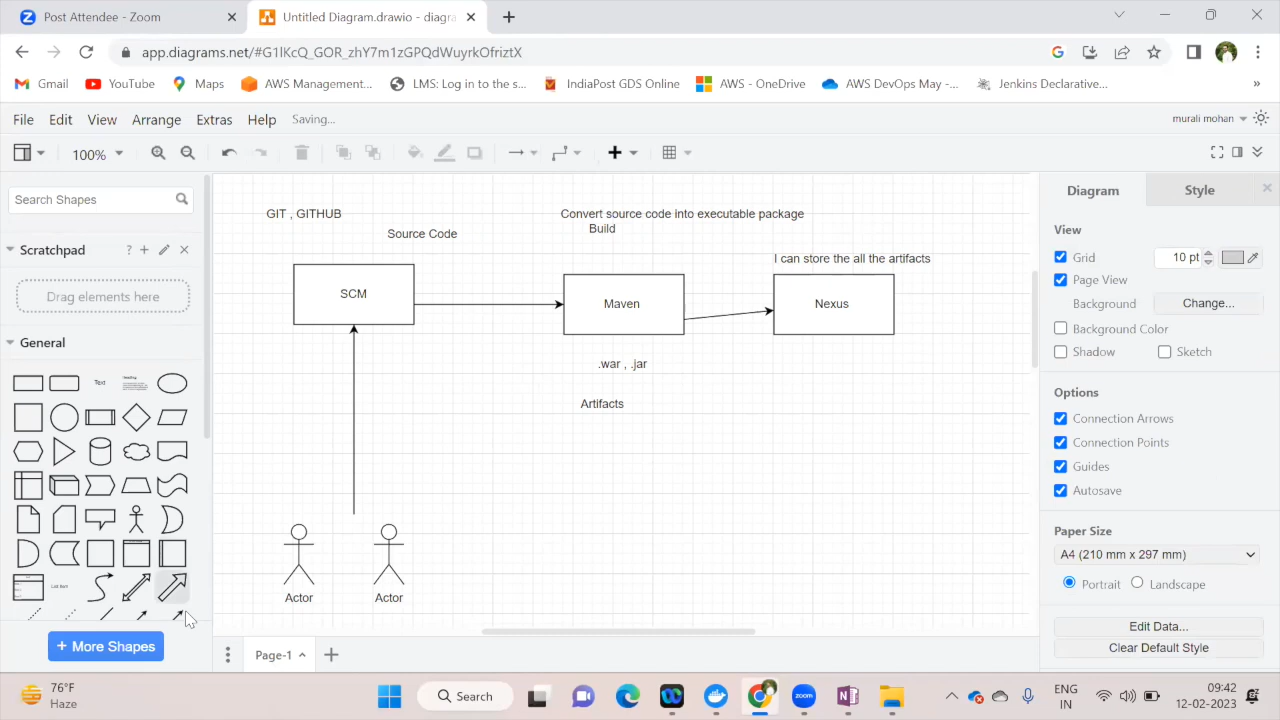 Post Attendee - Zoom
Untitled Diagram.drawio - diagra
app.diagrams.net/#G1lKcQ_GOR_zhY7m1zGPQdWuyrkOfriztX
Gmail
YouTube
Maps
AWS Management...
LMS: Log in to the s...
IndiaPost GDS Online
AWS - OneDrive
AWS DevOps May -...
Jenkins Declarative...
»
File
Edit
View
Arrange
Extras
Help
Saving...
murali mohan
100%
Search Shapes
Scratchpad
?
Drag elements here
General
Text
Heading
List Item
+ More Shapes
GIT , GITHUB
Source Code
SCM
Convert source code into executable package
Build
Maven
I can store the all the artifacts
Nexus
.war , .jar
Artifacts
Actor
Actor
Page-1
Diagram
Style
View
Grid
10 pt
Page View
Background
Change...
Background Color
Shadow
Sketch
Options
Connection Arrows
Connection Points
Guides
Autosave
Paper Size
A4 (210 mm x 297 mm)
Portrait
Landscape
Edit Data...
Clear Default Style
76°F
Haze
Search
zoom
ENG
IN
09:42
12-02-2023